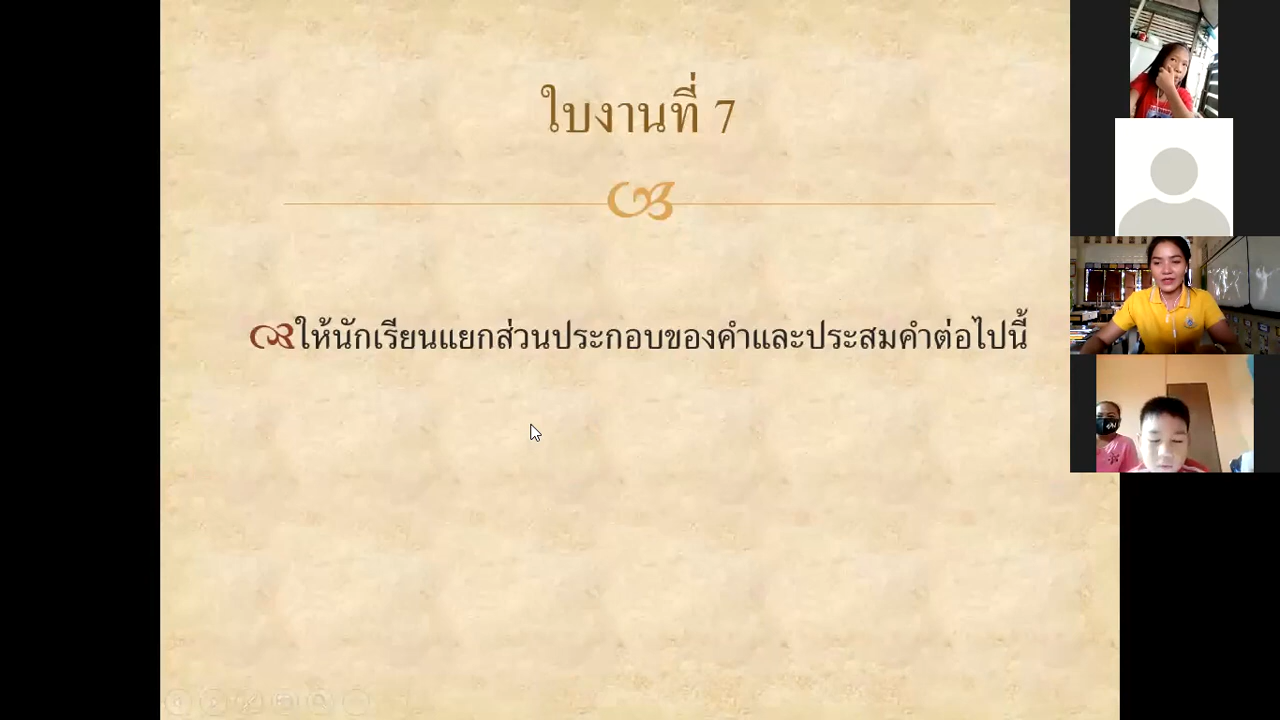 ใบงานที่ 7
ให้นักเรียนแยกส่วนประกอบของคำและประสมคำต่อไปนี้